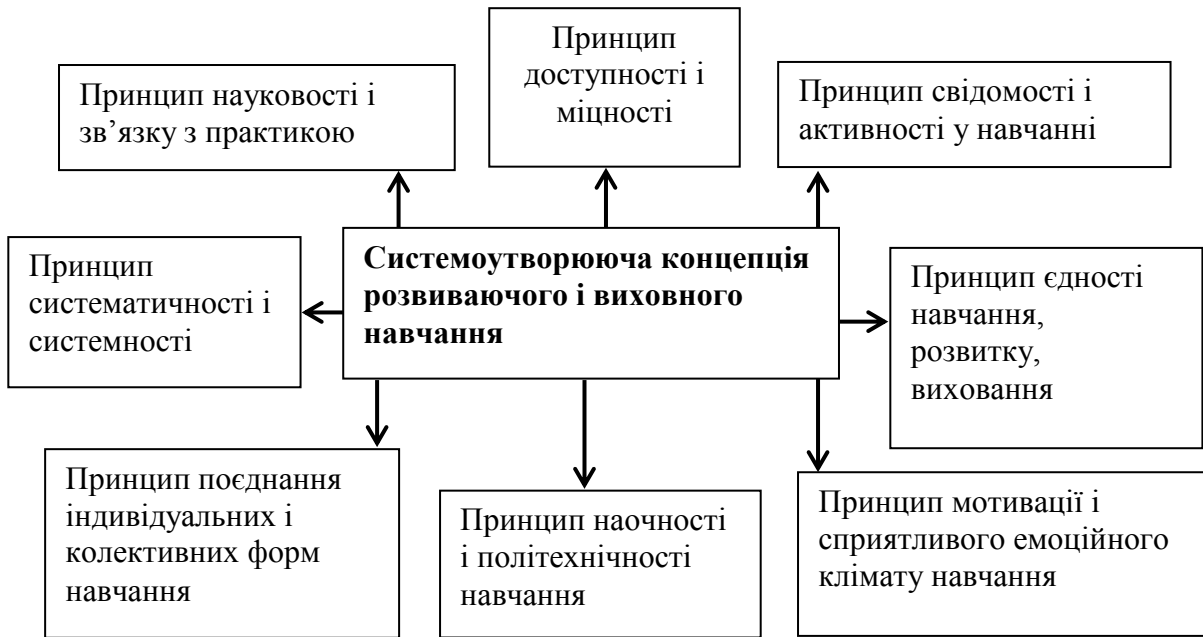 Принцип
доступності і
міцності
Принцип науковості і
зв’язку з практикою
Принцип свідомості і
активності у навчанні
Системоутворююча концепція
розвиваючого і виховного
навчання
Принцип
систематичності і
системності
Принцип єдності
навчання,
розвитку,
виховання
Принцип поєднання
індивідуальних і
колективних форм
навчання
Принцип наочності
і політехнічності
навчання
Принцип мотивації і
сприятливого емоційного
клімату навчання